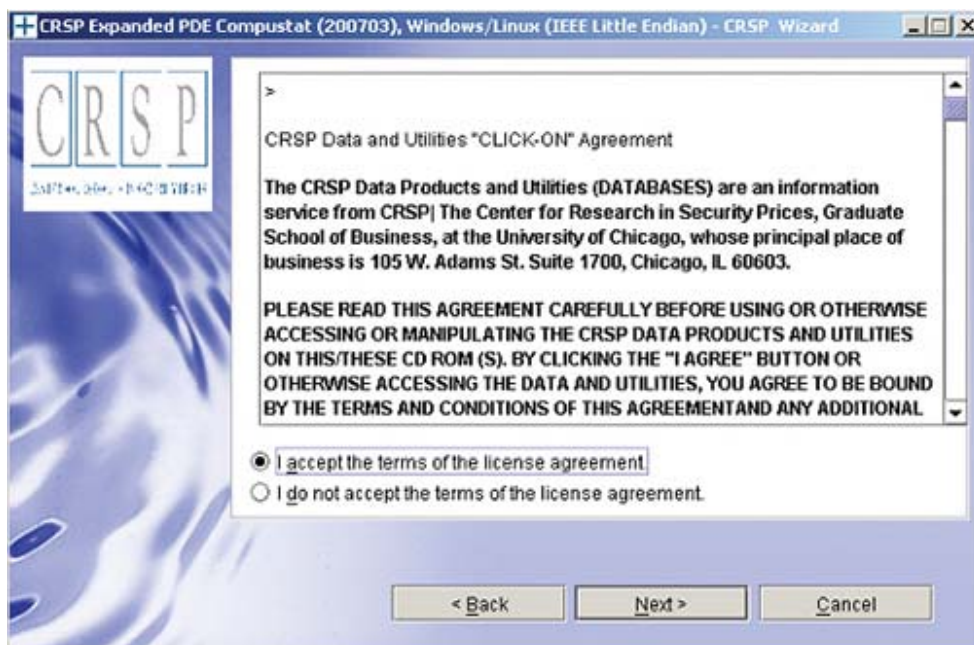 CRSP Expanded PDE Compustat (200703), Windows/Linux (IEEE Little Endian) - CRSP Wizard
CRSP
>
CRSP Data and Utilities "CLICK-ON" Agreement
The CRSP Data Products and Utilities (DATABASES) are an information
service from CRSP| The Center for Research in Security Prices, Graduate
School of Business, at the University of Chicago, whose principal place of
business is 105 W. Adams St. Suite 1700, Chicago, IL 60603.
PLEASE READ THIS AGREEMENT CAREFULLY BEFORE USING OR OTHERWISE
ACCESSING OR MANIPULATING THE CRSP DATA PRODUCTS AND UTILITIES
ON THIS/THESE CD ROM (S). BY CLICKING THE "I AGREE" BUTTON OR
OTHERWISE ACCESSING THE DATA AND UTILITIES, YOU AGREE TO BE BOUND
BY THE TERMS AND CONDITIONS OF THIS AGREEMENTAND ANY ADDITIONAL
I accept the terms of the license agreement.
I do not accept the terms of the license agreement.
< Back
Next >
Cancel